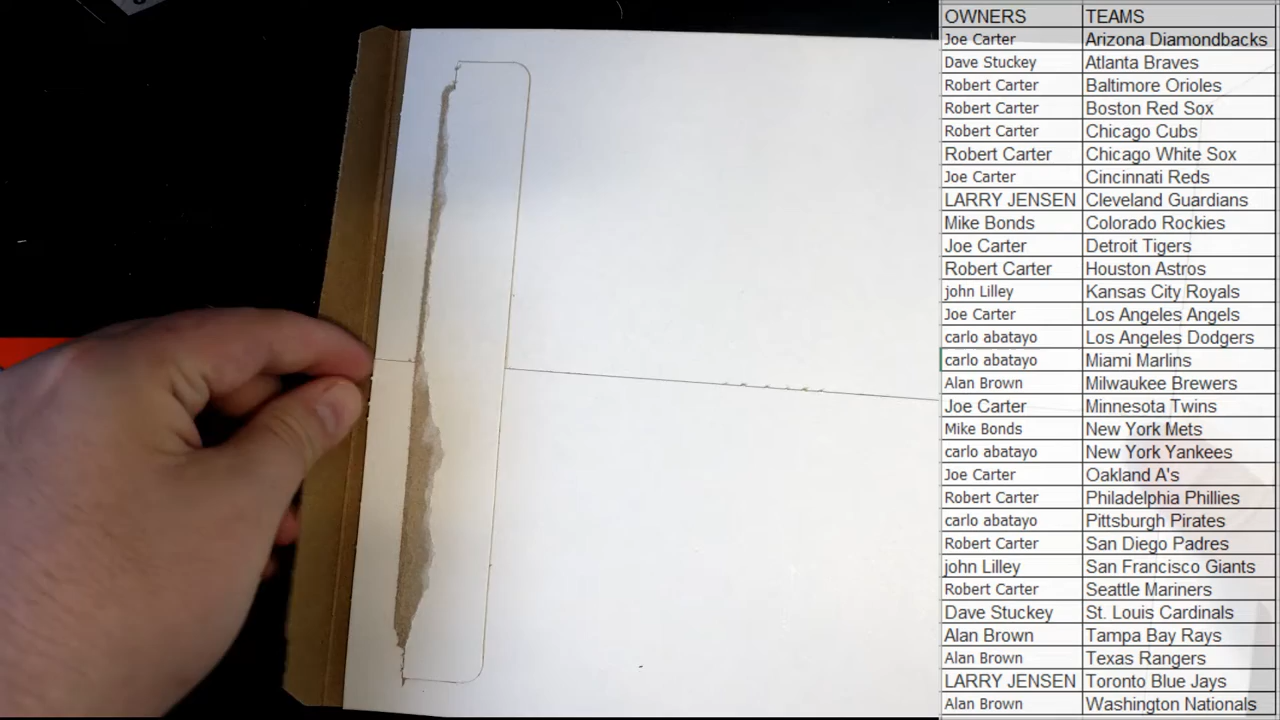 OWNERS TEAMS
Joe Carter Arizona Diamondbacks
Dave Stuckey Atlanta Braves
Robert Carter Baltimore Orioles
Robert Carter Boston Red Sox
Robert Carter Chicago Cubs
Robert Carter Chicago White Sox
Joe Carter Cincinnati Reds
LARRY JENSEN Cleveland Guardians
Mike Bonds Colorado Rockies
Joe Carter Detroit Tigers
Robert Carter Houston Astros
john Lilley Kansas City Royals
Joe Carter Los Angeles Angels
carlo abatayo Los Angeles Dodgers
carlo abatayo Miami Marlins
Alan Brown Milwaukee Brewers
Joe Carter Minnesota Twins
Mike Bonds New York Mets
carlo abatayo New York Yankees
Joe Carter Oakland A's
Robert Carter Philadelphia Phillies
carlo abatayo Pittsburgh Pirates
Robert Carter San Diego Padres
john Lilley San Francisco Giants
Robert Carter Seattle Mariners
Dave Stuckey St. Louis Cardinals
Alan Brown Tampa Bay Rays
Alan Brown Texas Rangers
LARRY JENSEN Toronto Blue Jays
Alan Brown Washington Nationals